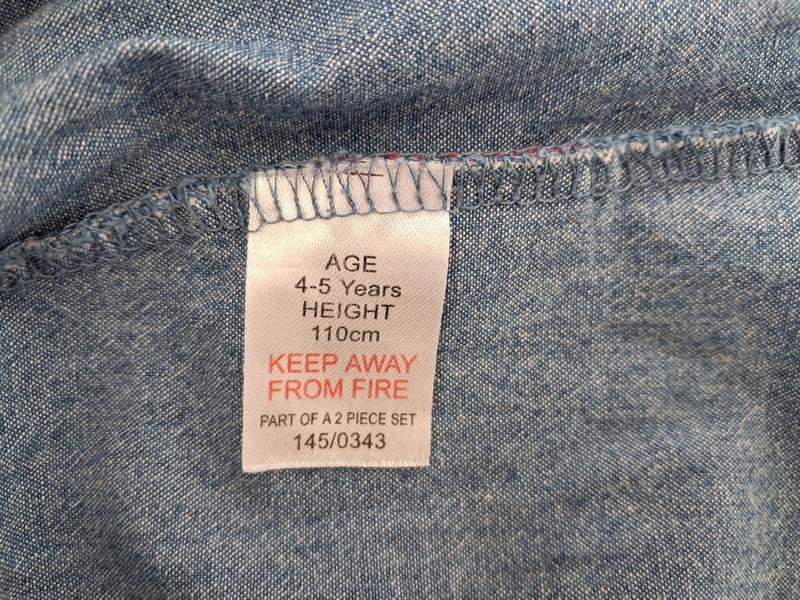 AGE
4-5 Years
HEIGHT
110cm
KEEP AWAY
FROM FIRE
PART OF A 2 PIECE SET
145/0343